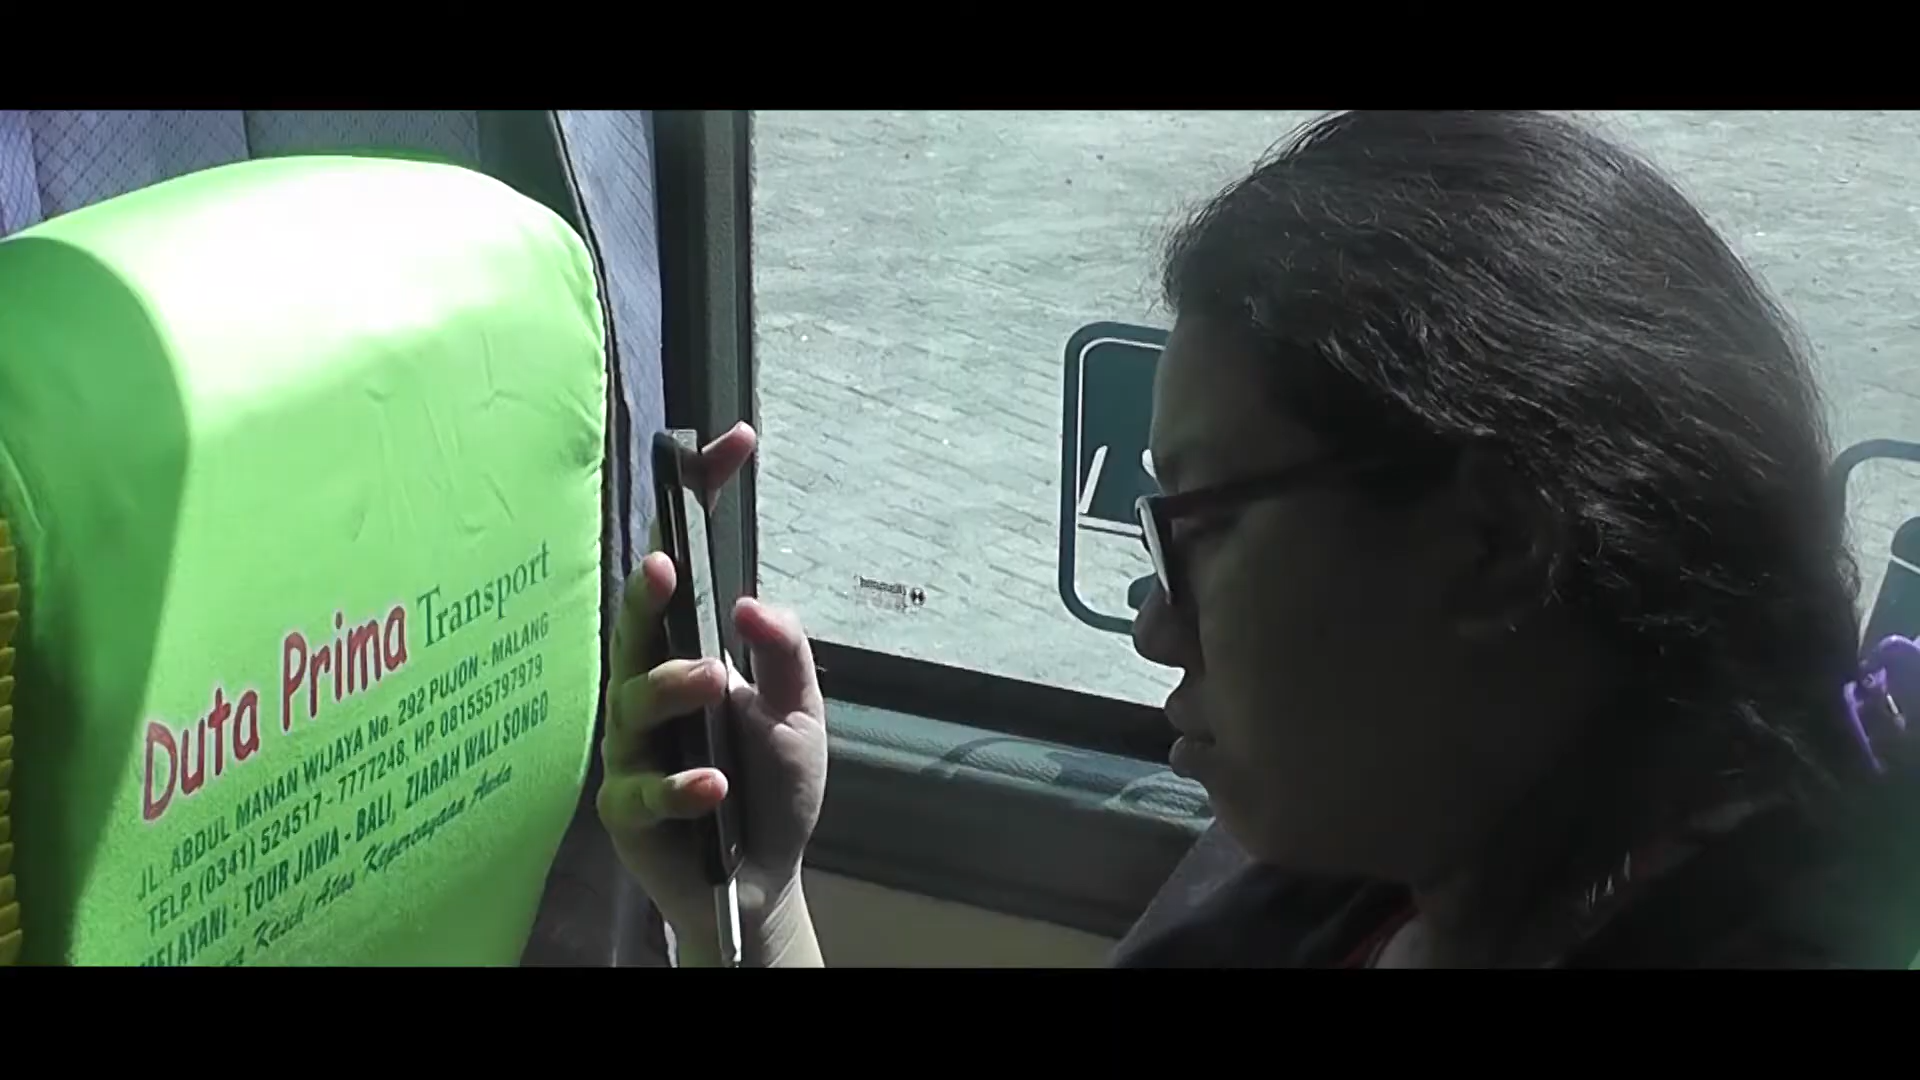 Duta Prima Transport
JL. ABDUL MANAN WIJAYA No. 292 PUJON - MALANG
TELP. (0341) 524517 - 7777248, HP. 081555797979
MELAYANI : TOUR JAWA - BALI, ZIARAH WALI SONGO
Kasih Atas Kepercayaan Anda